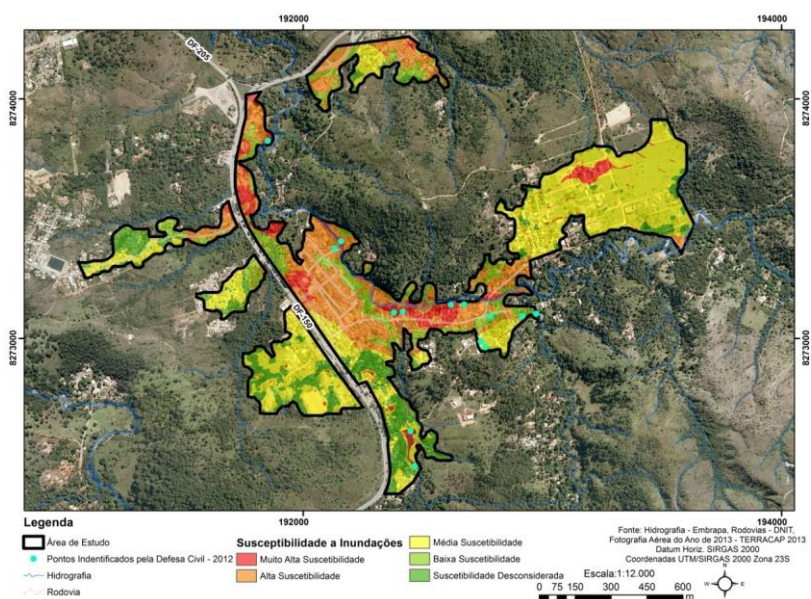 192000
194000
8274000
8274000
DF-205
DF-150
8273000
8273000
192000
194000
Legenda
Área de Estudo
Pontos Indentificados pela Defesa Civil - 2012
Hidrografia
Rodovia
Susceptibilidade a Inundações
Muito Alta Suscetibilidade
Alta Suscetibilidade
Média Suscetibilidade
Baixa Suscetibilidade
Suscetibilidade Desconsiderada
Fonte: Hidrografia - Embrapa, Rodovias - DNIT,
Fotografia Aérea do Ano de 2013 - TERRACAP 2013
Datum Horiz. SIRGAS 2000
Coordenadas UTM/SIRGAS 2000 Zona 23S
Escala:1:12.000
0 75 150 300 450 600
m
N
W E
S